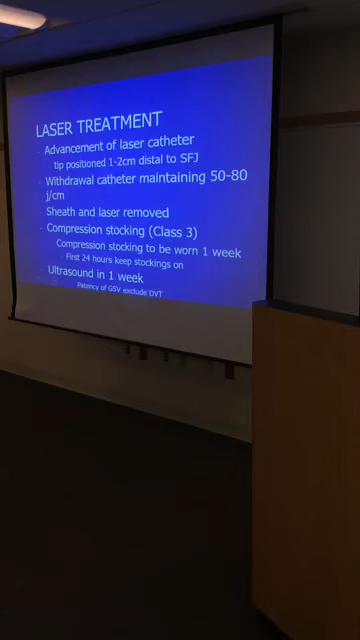 LASER TREATMENT
Advancement of laser catheter
tip positioned 1-2cm distal to SFJ
Withdrawal catheter maintaining 50-80
j/cm
Sheath and laser removed
Compression stocking (Class 3)
Compression stocking to be worn 1 week
First 24 hours keep stockings on
Ultrasound in 1 week
Patency of GSV exclude DVT